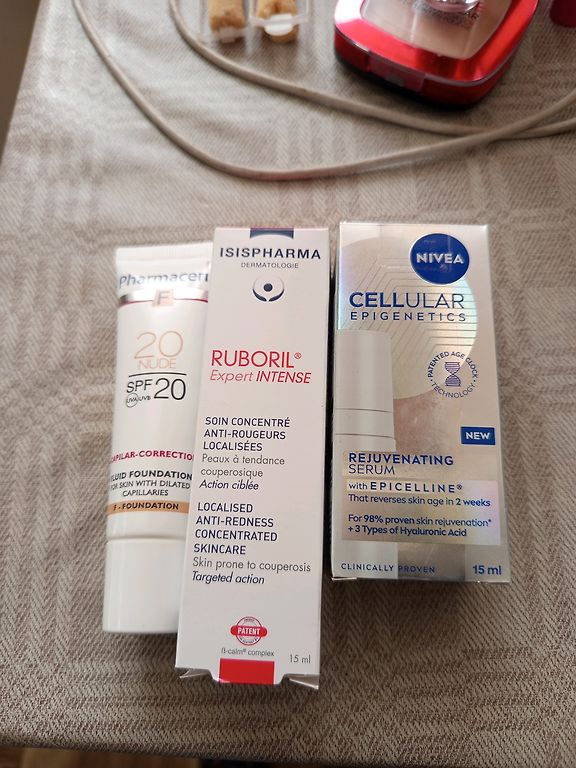 Pharmaceri
F
20
NUDE
SPF 20
UVA UVB
CAPILAR-CORRECTION
FLUID FOUNDATION
FOR SKIN WITH DILATED
CAPILLARIES
F - FOUNDATION
ISISPHARMA
DERMATOLOGIE
RUBORIL®
Expert INTENSE
SOIN CONCENTRÉ
ANTI-ROUGEURS
LOCALISÉES
Peaux à tendance
couperosique
Action ciblée
LOCALISED
ANTI-REDNESS
CONCENTRATED
SKINCARE
Skin prone to couperosis
Targeted action
PATENT
ß-calm® complex
15 ml
NIVEA
CELLULAR
EPIGENETICS
PATENTED AGE CLOCK
TECHNOLOGY
NEW
REJUVENATING
SERUM
with EPICELLINE®
That reverses skin age in 2 weeks
For 98% proven skin rejuvenation*
+ 3 Types of Hyaluronic Acid
CLINICALLY PROVEN
15 ml